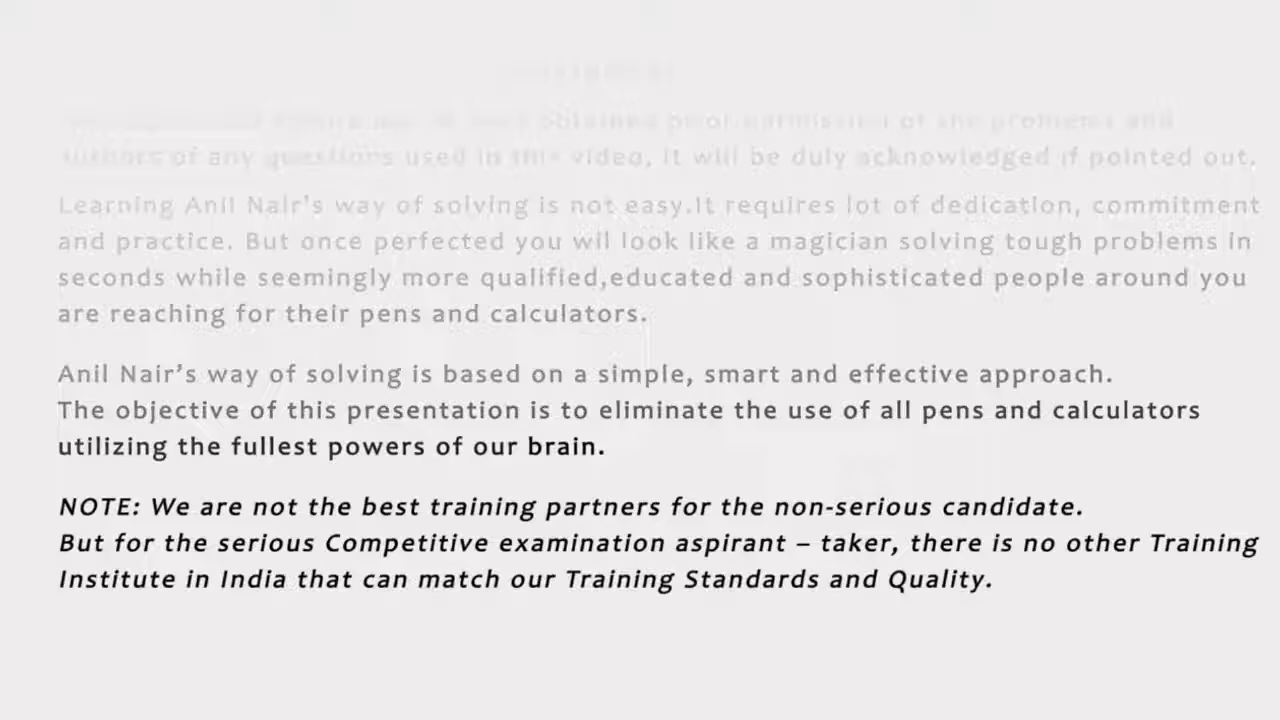 obtained prior permission of the problems and
authors of any questions used in this video, it will be duly acknowledged if pointed out.
Learning Anil Nair's way of solving is not easy.It requires lot of dedication, commitment
and practice. But once perfected you wil look like a magician solving tough problems in
seconds while seemingly more qualified,educated and sophisticated people around you
are reaching for their pens and calculators.
Anil Nair's way of solving is based on a simple, smart and effective approach.
The objective of this presentation is to eliminate the use of all pens and calculators
utilizing the fullest powers of our brain.
NOTE: We are not the best training partners for the non-serious candidate.
But for the serious Competitive examination aspirant – taker, there is no other Training
Institute in India that can match our Training Standards and Quality.